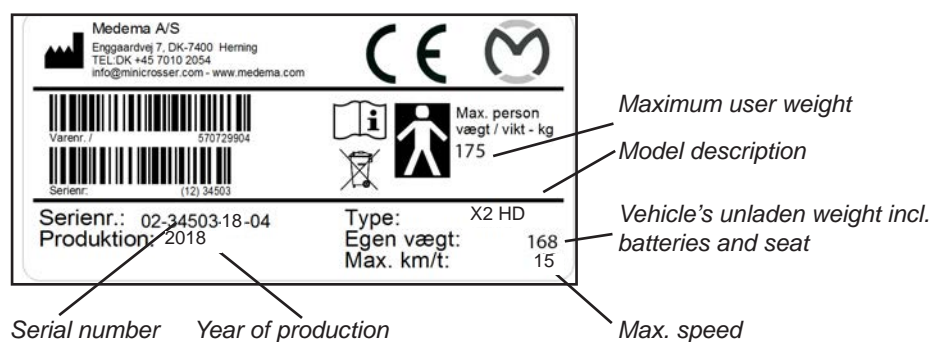 Medema A/S
Enggaardvej 7, DK-7400 Herning
TEL:DK +45 7010 2054
info@minicrosser.com - www.medema.com
CE
Varenr. / 570729904
Serienr: (12) 34503
i
Max. person
vægt / vikt - kg
175
Serienr.: 02-34503-18-04
Produktion: 2018
Type: X2 HD
Egen vægt: 168
Max. km/t: 15
Maximum user weight
Model description
Vehicle's unladen weight incl.
batteries and seat
Serial number
Year of production
Max. speed